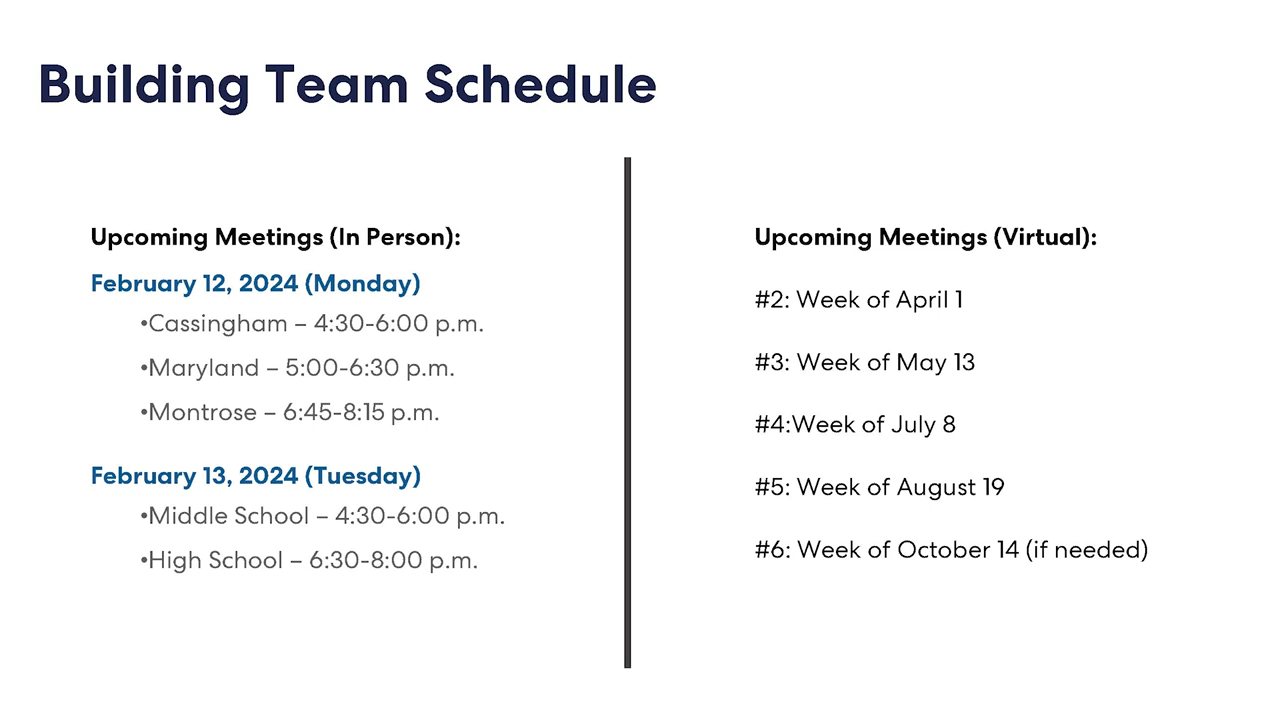 Building Team Schedule
Upcoming Meetings (In Person):
February 12, 2024 (Monday)
•Cassingham – 4:30-6:00 p.m.
•Maryland – 5:00-6:30 p.m.
•Montrose – 6:45-8:15 p.m.
February 13, 2024 (Tuesday)
•Middle School – 4:30-6:00 p.m.
•High School – 6:30-8:00 p.m.
Upcoming Meetings (Virtual):
#2: Week of April 1
#3: Week of May 13
#4:Week of July 8
#5: Week of August 19
#6: Week of October 14 (if needed)